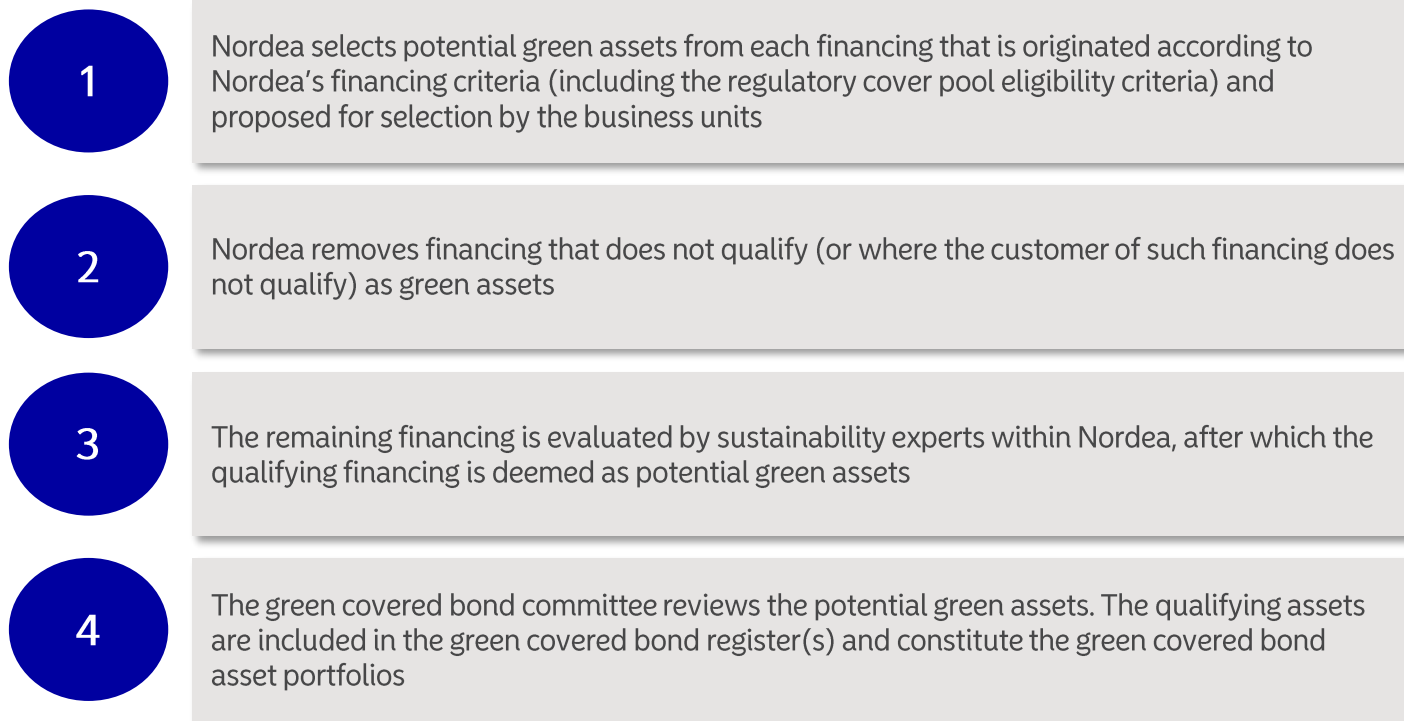 1
Nordea selects potential green assets from each financing that is originated according to
Nordea’s financing criteria (including the regulatory cover pool eligibility criteria) and
proposed for selection by the business units
2
Nordea removes financing that does not qualify (or where the customer of such financing does
not qualify) as green assets
3
The remaining financing is evaluated by sustainability experts within Nordea, after which the
qualifying financing is deemed as potential green assets
4
The green covered bond committee reviews the potential green assets. The qualifying assets
are included in the green covered bond register(s) and constitute the green covered bond
asset portfolios